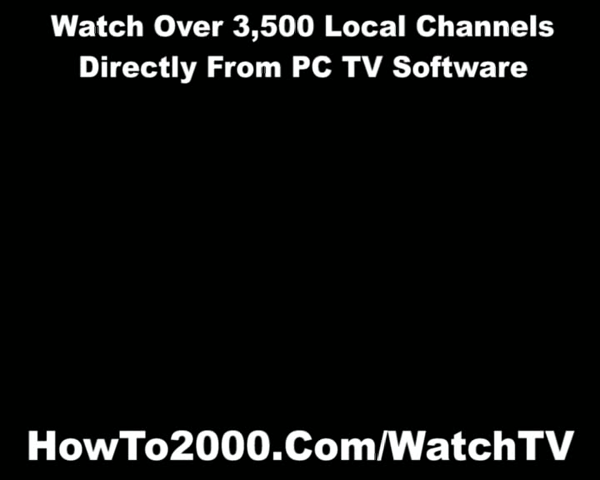 Watch Over 3,500 Local Channels
Directly From PC TV Software
HowTo2000.Com/WatchTV